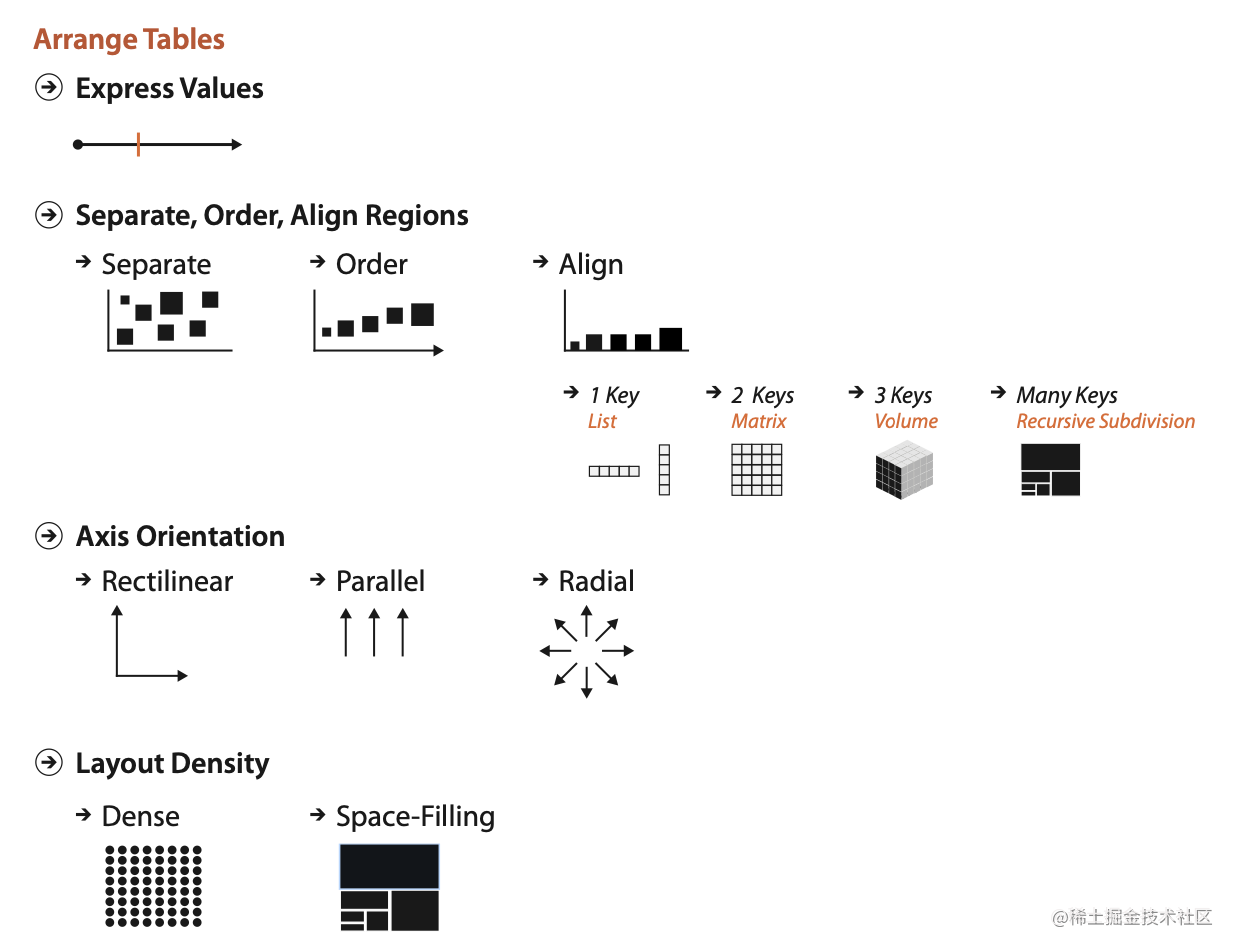 Arrange Tables
Express Values
Separate, Order, Align Regions
Separate
Order
Align
1 Key
2 Keys
3 Keys
Many Keys
List
Matrix
Volume
Recursive Subdivision
Axis Orientation
Rectilinear
Parallel
Radial
Layout Density
Dense
Space-Filling
@稀土掘金技术社区